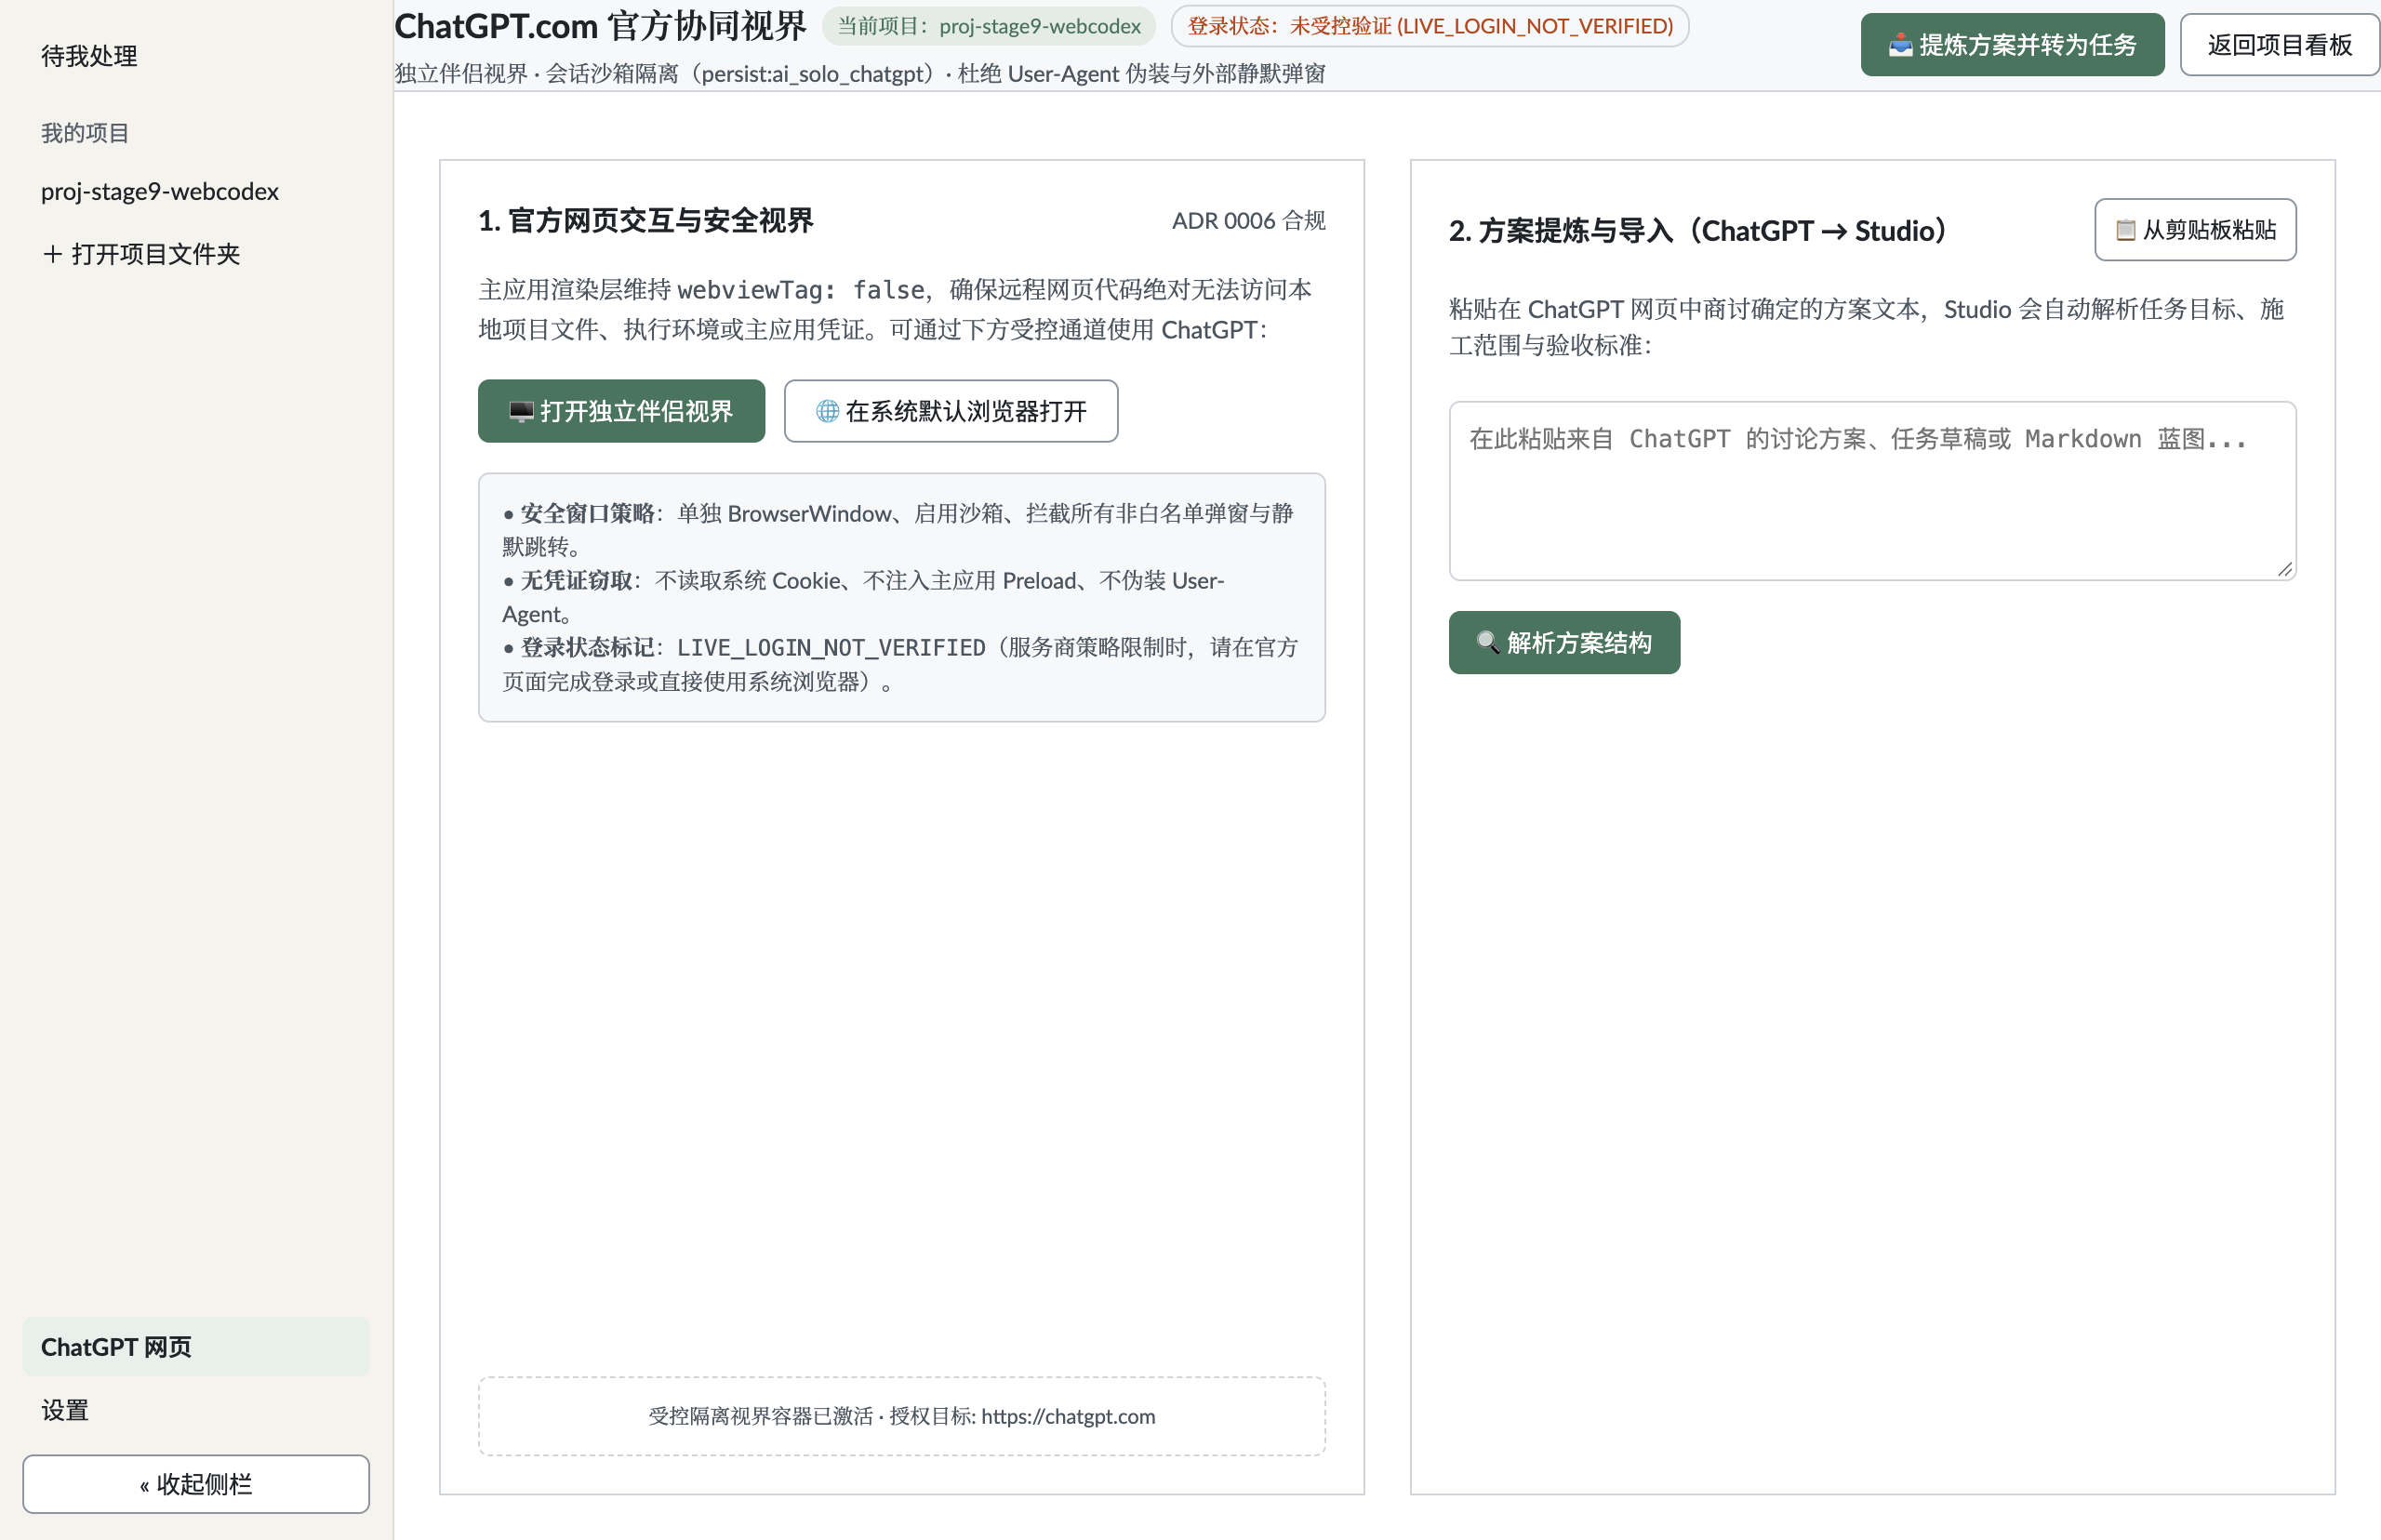 待我处理
我的项目
proj-stage9-webcodex
＋ 打开项目文件夹
ChatGPT 网页
设置
« 收起侧栏
ChatGPT.com 官方协同视界
当前项目：proj-stage9-webcodex
登录状态：未受控验证 (LIVE_LOGIN_NOT_VERIFIED)
独立伴侣视界 · 会话沙箱隔离（persist:ai_solo_chatgpt）· 杜绝 User-Agent 伪装与外部静默弹窗
📥 提炼方案并转为任务
返回项目看板
1. 官方网页交互与安全视界
ADR 0006 合规
主应用渲染层维持 webviewTag: false，确保远程网页代码绝对无法访问本
地项目文件、执行环境或主应用凭证。可通过下方受控通道使用 ChatGPT：
🖥️ 打开独立伴侣视界
🌐 在系统默认浏览器打开
• 安全窗口策略：单独 BrowserWindow、启用沙箱、拦截所有非白名单弹窗与静
默跳转。
• 无凭证窃取：不读取系统 Cookie、不注入主应用 Preload、不伪装 User-
Agent。
• 登录状态标记：LIVE_LOGIN_NOT_VERIFIED（服务商策略限制时，请在官方
页面完成登录或直接使用系统浏览器）。
受控隔离视界容器已激活 · 授权目标: https://chatgpt.com
2. 方案提炼与导入（ChatGPT → Studio）
📋 从剪贴板粘贴
粘贴在 ChatGPT 网页中商讨确定的方案文本，Studio 会自动解析任务目标、施
工范围与验收标准：
在此粘贴来自 ChatGPT 的讨论方案、任务草稿或 Markdown 蓝图...
🔍 解析方案结构